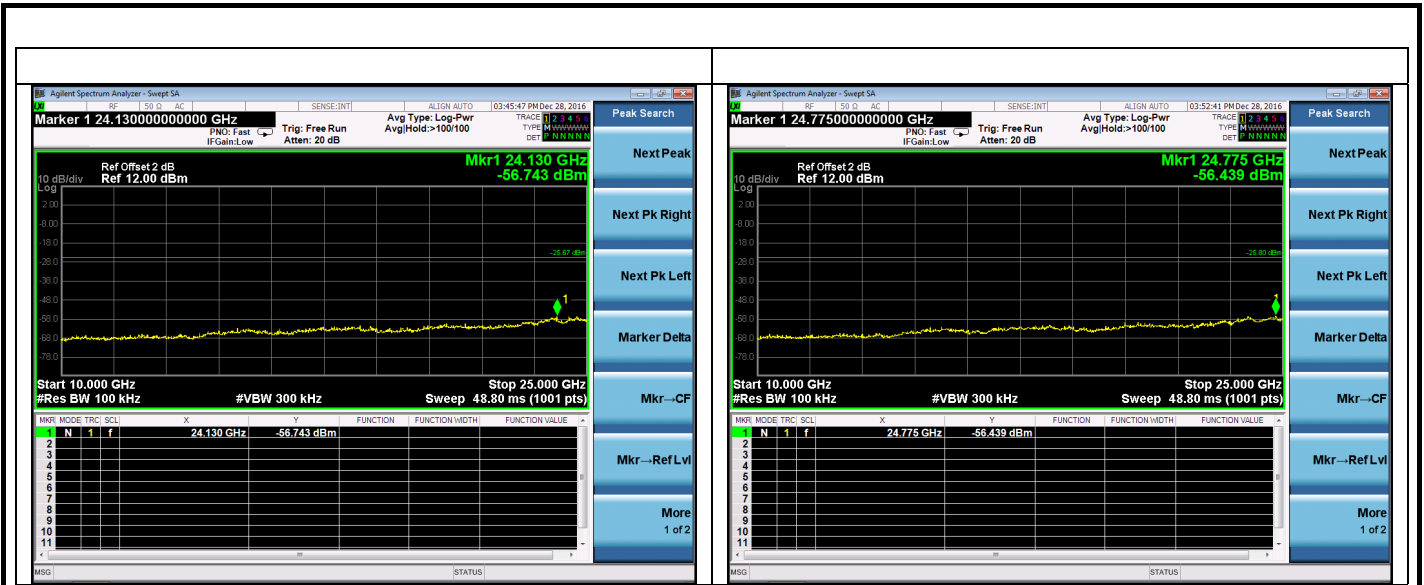 Agilent Spectrum Analyzer - Swept SA
LXI RF 50 Ω AC SENSE:INT ALIGN AUTO 03:45:47 PM Dec 28, 2016
Marker 1 24.130000000000 GHz
PNO: Fast
IFGain:Low
Trig: Free Run
Atten: 20 dB
Avg Type: Log-Pwr
Avg|Hold:>100/100
TRACE 1 2 3 4 5 6
TYPE M WWWWW
DET P N N N N N
Ref Offset 2 dB
10 dB/div Ref 12.00 dBm
Log
Mkr1 24.130 GHz
-56.743 dBm
2.00
-8.00
-18.0
-28.0
-38.0
-48.0
-58.0
-68.0
-78.0
-25.67 dBm
1
Start 10.000 GHz Stop 25.000 GHz
#Res BW 100 kHz #VBW 300 kHz Sweep 48.80 ms (1001 pts)
MKR MODE TRC SCL X Y FUNCTION FUNCTION WIDTH FUNCTION VALUE
1 N 1 f 24.130 GHz -56.743 dBm
2
3
4
5
6
7
8
9
10
11
MSG STATUS
Peak Search
Next Peak
Next Pk Right
Next Pk Left
Marker Delta
Mkr→CF
Mkr→Ref Lvl
More
1 of 2
Agilent Spectrum Analyzer - Swept SA
LXI RF 50 Ω AC SENSE:INT ALIGN AUTO 03:52:41 PM Dec 28, 2016
Marker 1 24.775000000000 GHz
PNO: Fast
IFGain:Low
Trig: Free Run
Atten: 20 dB
Avg Type: Log-Pwr
Avg|Hold:>100/100
TRACE 1 2 3 4 5 6
TYPE M WWWWW
DET P N N N N N
Ref Offset 2 dB
10 dB/div Ref 12.00 dBm
Log
Mkr1 24.775 GHz
-56.439 dBm
2.00
-8.00
-18.0
-28.0
-38.0
-48.0
-58.0
-68.0
-78.0
-25.80 dBm
1
Start 10.000 GHz Stop 25.000 GHz
#Res BW 100 kHz #VBW 300 kHz Sweep 48.80 ms (1001 pts)
MKR MODE TRC SCL X Y FUNCTION FUNCTION WIDTH FUNCTION VALUE
1 N 1 f 24.775 GHz -56.439 dBm
2
3
4
5
6
7
8
9
10
11
MSG STATUS
Peak Search
Next Peak
Next Pk Right
Next Pk Left
Marker Delta
Mkr→CF
Mkr→Ref Lvl
More
1 of 2